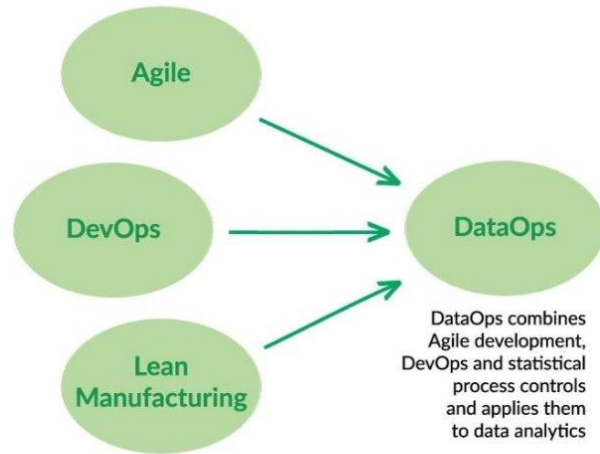 Agile
DevOps
DataOps
Lean
Manufacturing
DataOps combines
Agile development,
DevOps and statistical
process controls
and applies them
to data analytics